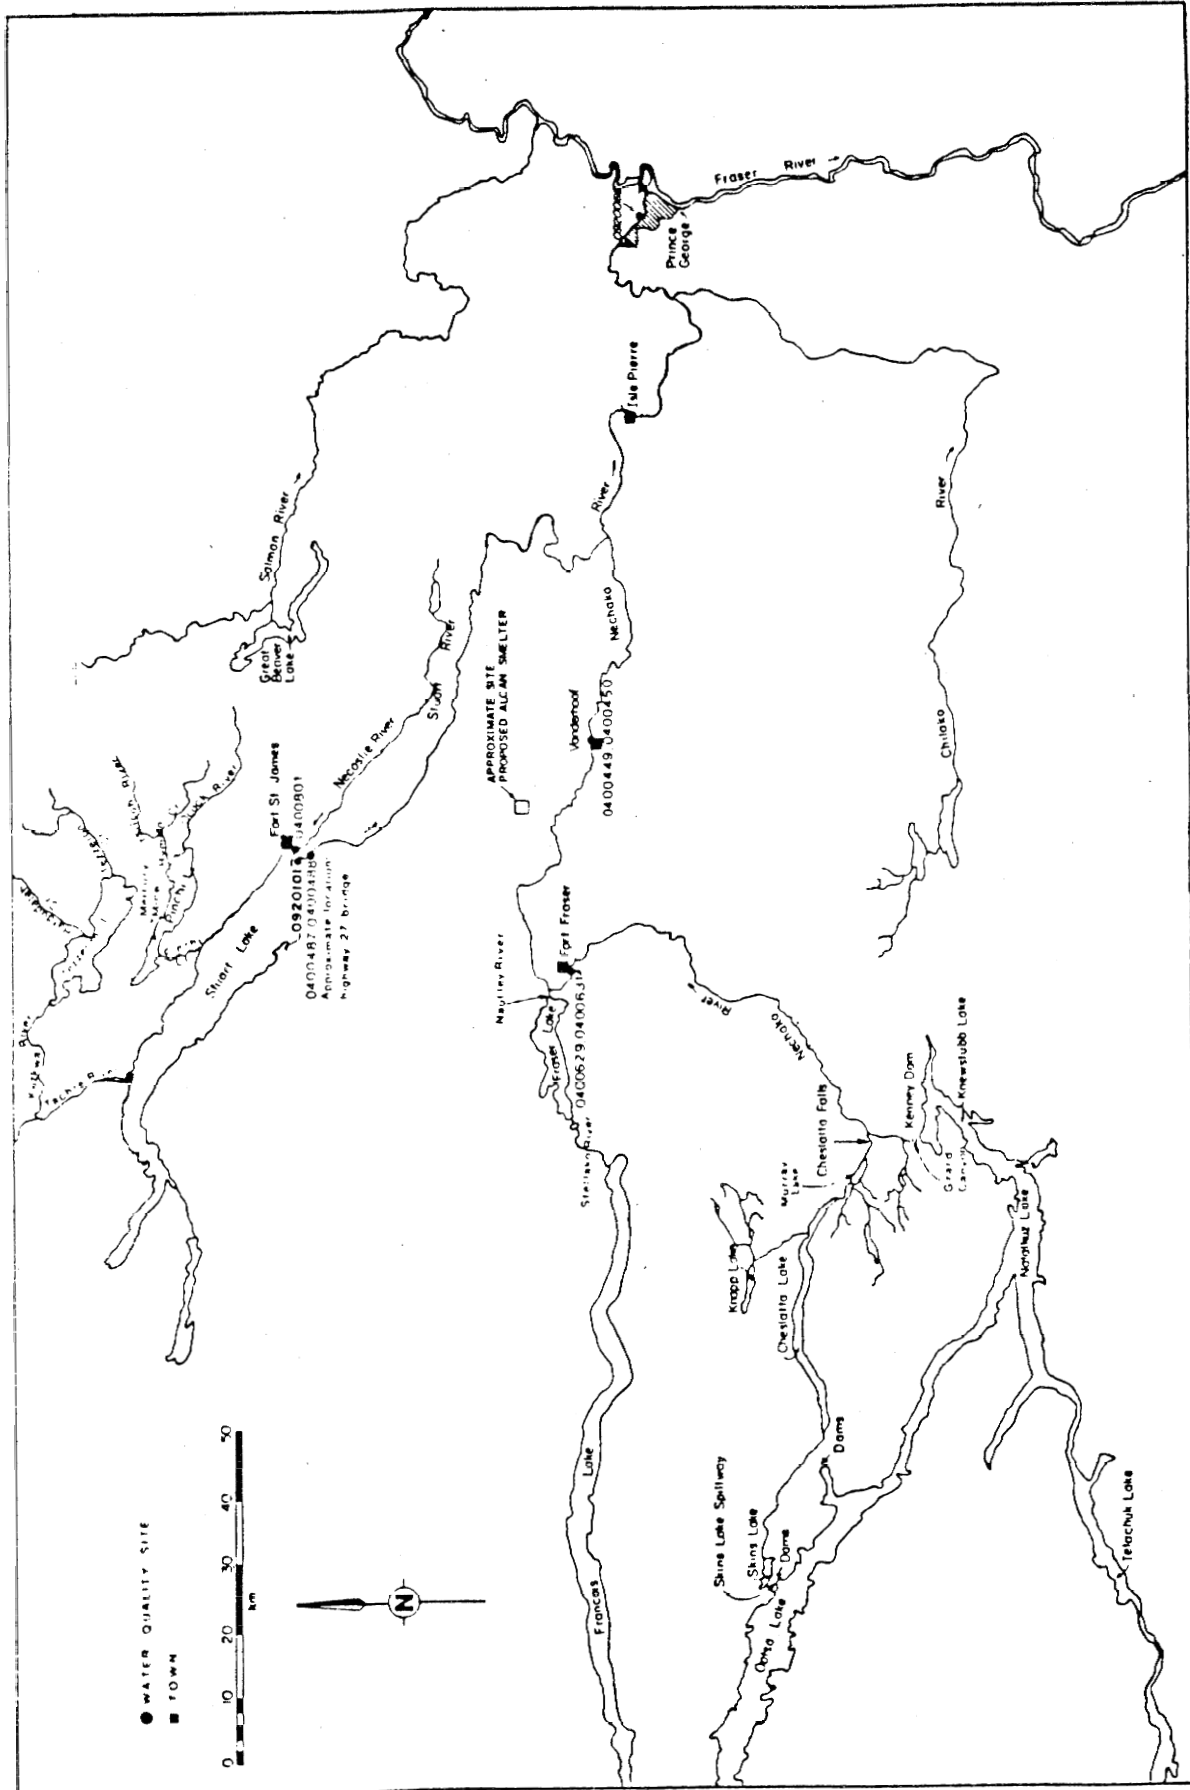 ● WATER QUALITY SITE
■ TOWN
0 10 20 30 40 50
km
N
Fraser River
Prince
George
Isle Pierre
Salmon River
Great
Beaver
Lake
River
Nechako
Stuart
River
Necoslie River
APPROXIMATE SITE
PROPOSED ALCAN SMELTER
Vanderhoof
0400449,0400450
Fort St James
0400801
0920101
0400487,0400488
Approximate location:
highway 27 bridge
Stuart Lake
Pinchi
River
Nautley River
Fort Fraser
Fraser Lake
Stellako River
Chilako River
Nechako River
Cheslatta Falls
Murray
Lake
Kenney Dam
Knewstubb Lake
Knapp Lake
Cheslatta Lake
Natalkuz Lake
Dams
Skins Lake Spillway
Skins Lake
Dams
Ootsa Lake
Francois Lake
Tetachuk Lake